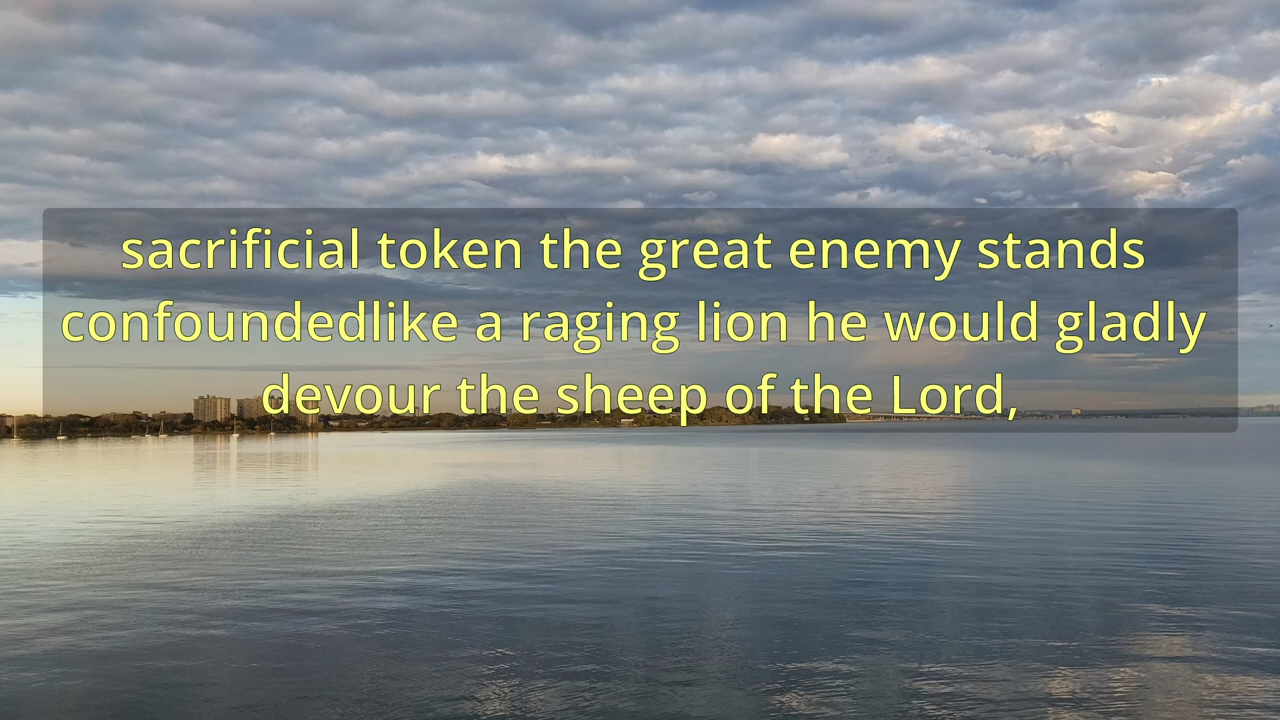 sacrificial token the great enemy stands
confoundedlike a raging lion he would gladly
devour the sheep of the Lord,